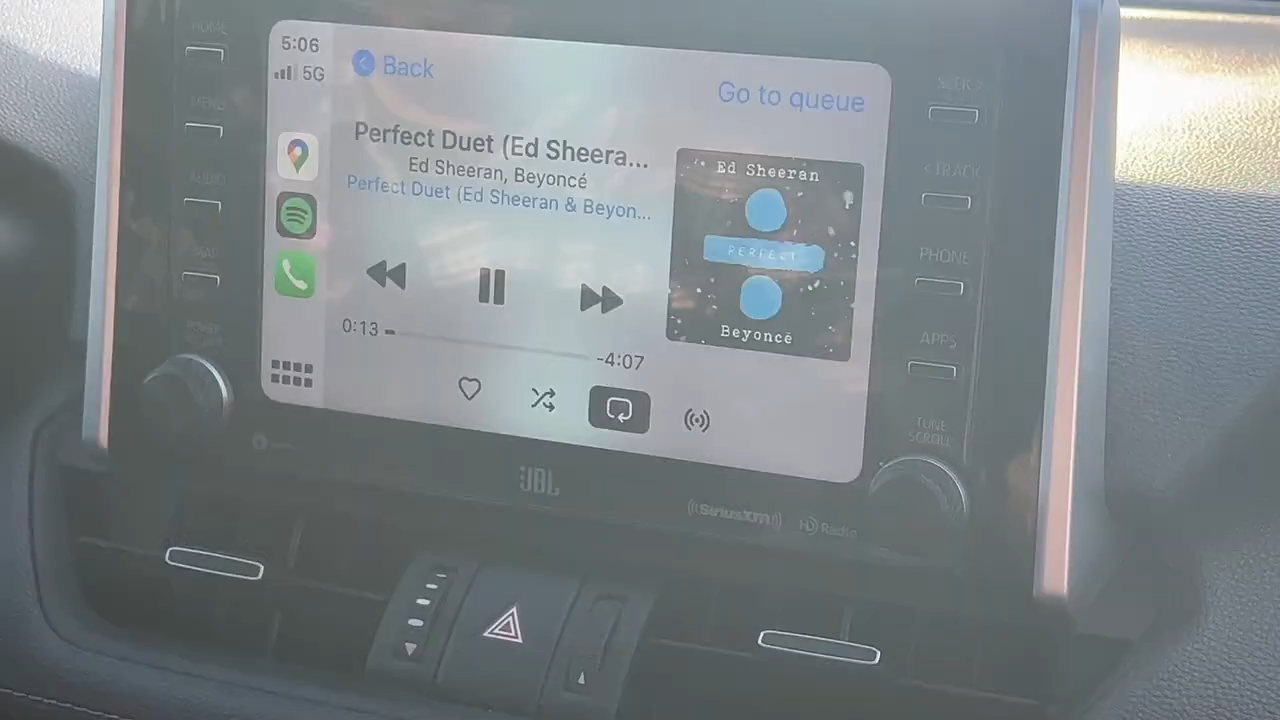 HOME
MENU
AUDIO
MAP
POWER
5:06
5G
Back
Go to queue
Perfect Duet (Ed Sheera...
Ed Sheeran, Beyoncé
Perfect Duet (Ed Sheeran & Beyon...
0:13
-4:07
Ed Sheeran
PERFECT
Beyoncé
SEEK >
< TRACK
PHONE
APPS
TUNE
SCROLL
JBL
((SiriusXM))
HD Radio